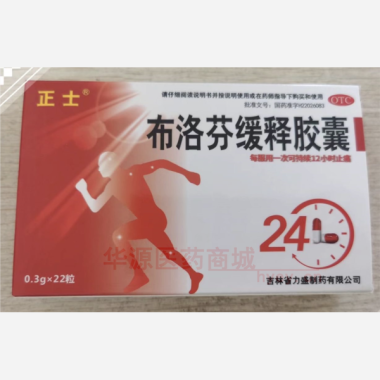 正士®
请仔细阅读说明书并按说明使用或在药师指导下购买和使用
OTC
布洛芬缓释胶囊
每服用一次可持续12小时止痛
24
华源医药商城
0.3g×22粒
吉林省力盛制药有限公司